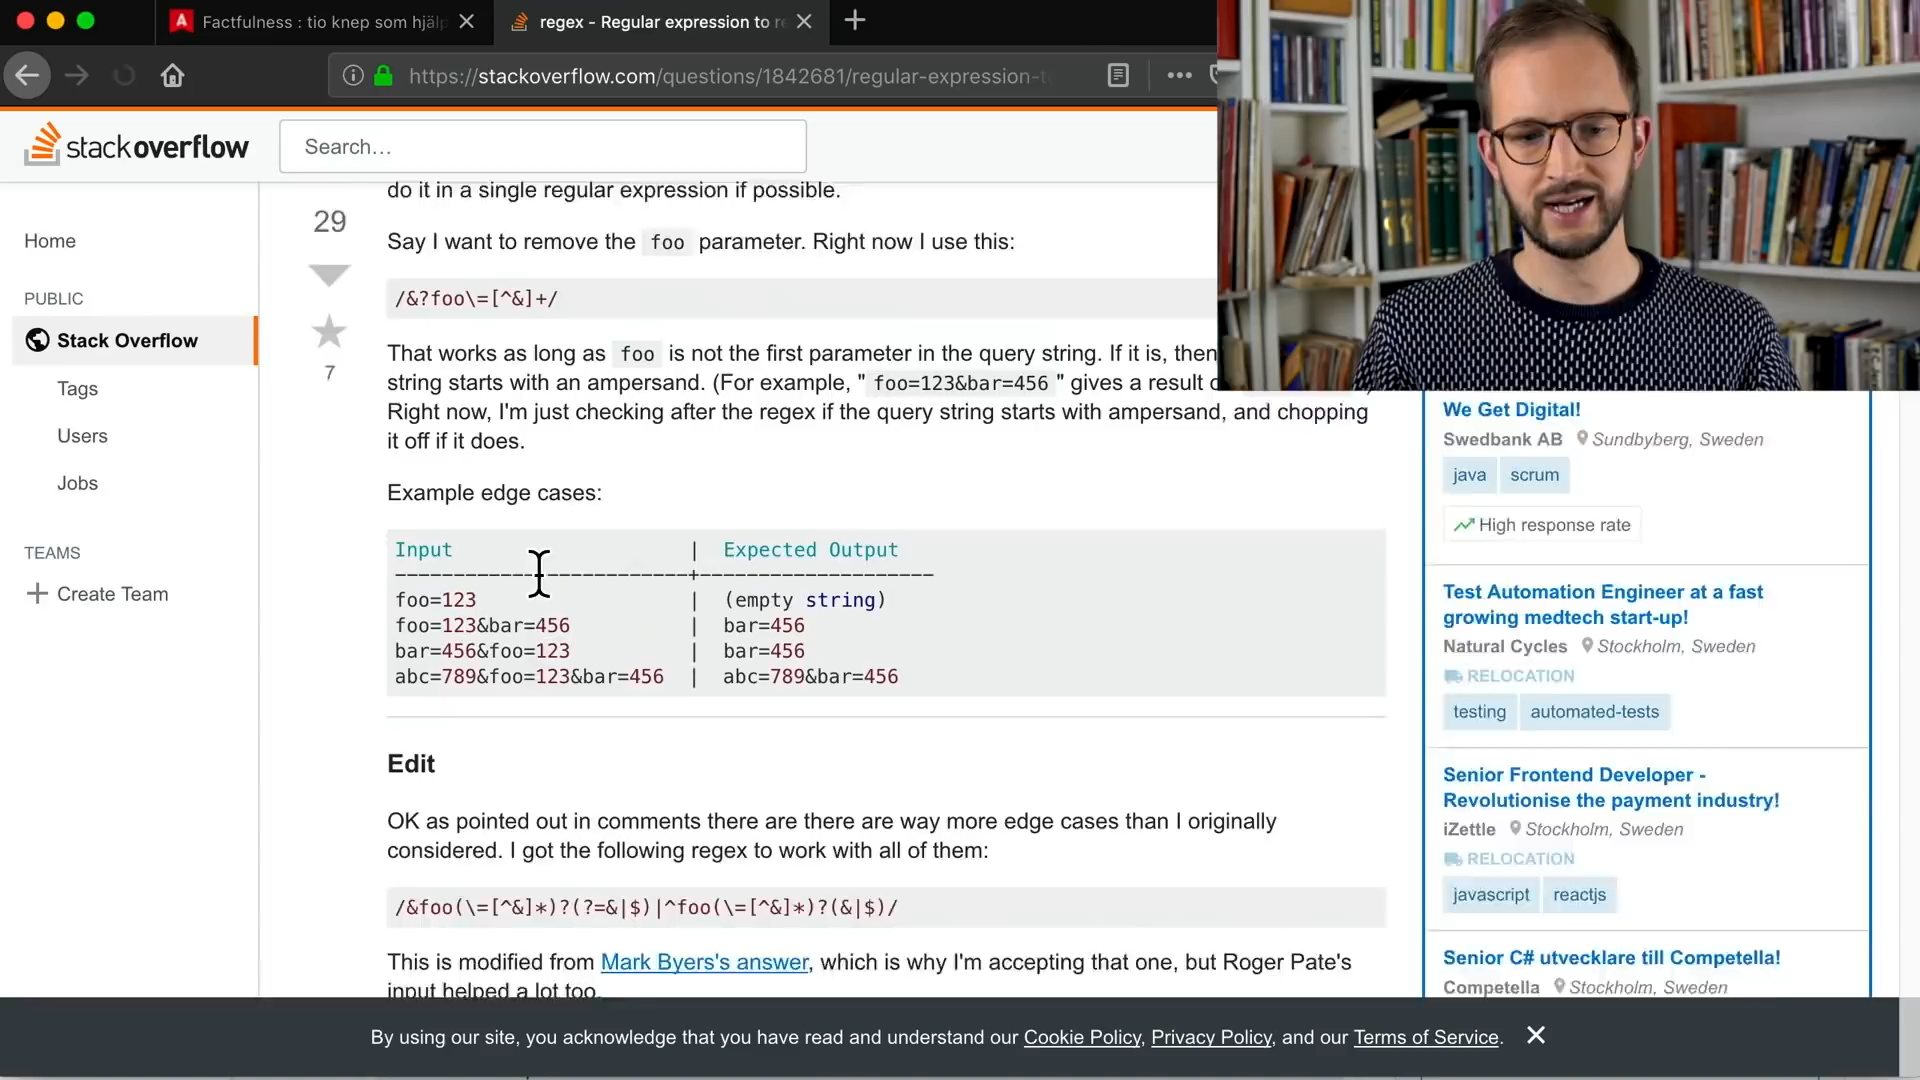 Factfulness : tio knep som hjälp
regex - Regular expression to re
https://stackoverflow.com/questions/1842681/regular-expression-t
stackoverflow
Search…
Home
PUBLIC
Stack Overflow
Tags
Users
Jobs
TEAMS
Create Team
29
7
do it in a single regular expression if possible.
Say I want to remove the foo parameter. Right now I use this:
/&?foo\=[^&]+/
That works as long as foo is not the first parameter in the query string. If it is, then
string starts with an ampersand. (For example, " foo=123&bar=456 " gives a result
Right now, I'm just checking after the regex if the query string starts with ampersand, and chopping
it off if it does.
Example edge cases:
Input | Expected Output
-------------------------+--------------------
foo=123 | (empty string)
foo=123&bar=456 | bar=456
bar=456&foo=123 | bar=456
abc=789&foo=123&bar=456 | abc=789&bar=456
Edit
OK as pointed out in comments there are there are way more edge cases than I originally
considered. I got the following regex to work with all of them:
/&foo(\=[^&]*)?(?=&|$)|^foo(\=[^&]*)?(&|$)/
This is modified from Mark Byers's answer, which is why I'm accepting that one, but Roger Pate's
input helped a lot too.
We Get Digital!
Swedbank AB Sundbyberg, Sweden
java scrum
High response rate
Test Automation Engineer at a fast
growing medtech start-up!
Natural Cycles Stockholm, Sweden
RELOCATION
testing automated-tests
Senior Frontend Developer -
Revolutionise the payment industry!
iZettle Stockholm, Sweden
RELOCATION
javascript reactjs
Senior C# utvecklare till Competella!
Competella Stockholm, Sweden
By using our site, you acknowledge that you have read and understand our Cookie Policy, Privacy Policy, and our Terms of Service.